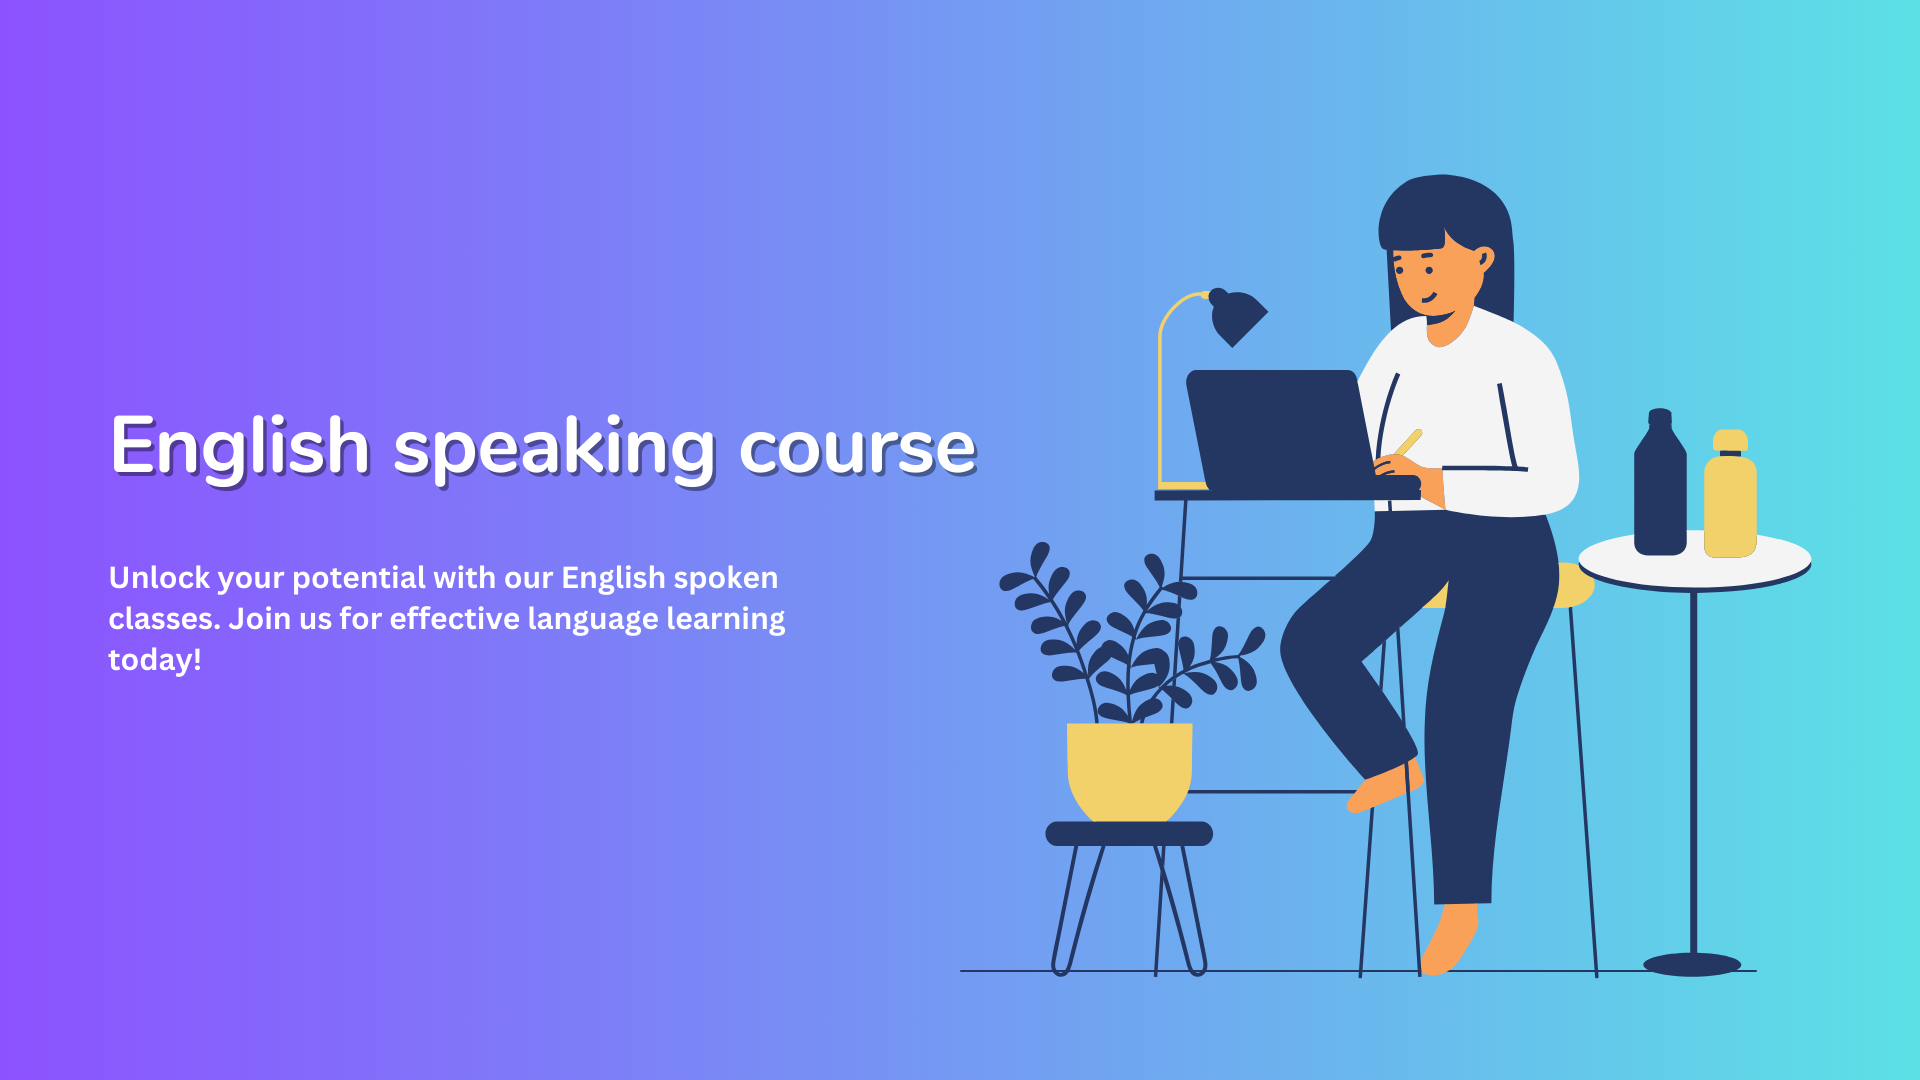 English speaking course
Unlock your potential with our English spoken
classes. Join us for effective language learning
today!